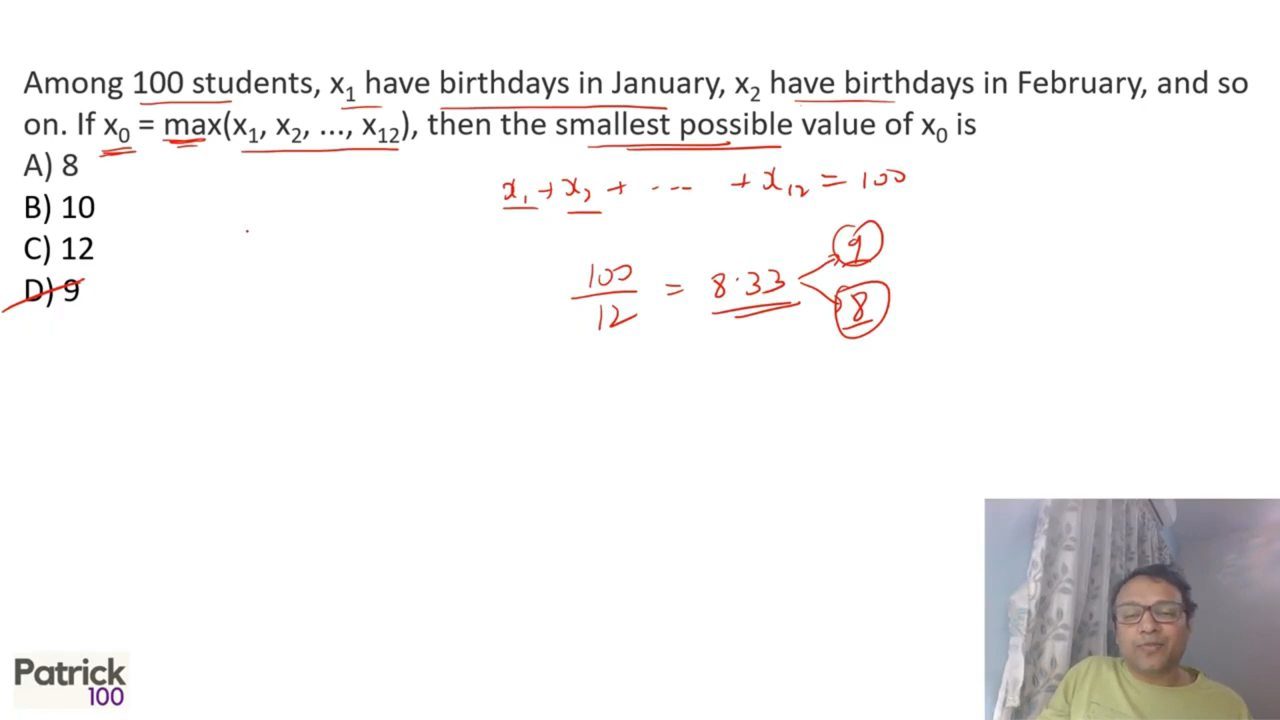 Among 100 students, x₁ have birthdays in January, x₂ have birthdays in February, and so
on. If x₀ = max(x₁, x₂, ..., x₁₂), then the smallest possible value of x₀ is
A) 8
B) 10
C) 12
D) 9
x₁ + x₂ + ... + x₁₂ = 100
100/12 = 8.33
9
8
Patrick
100